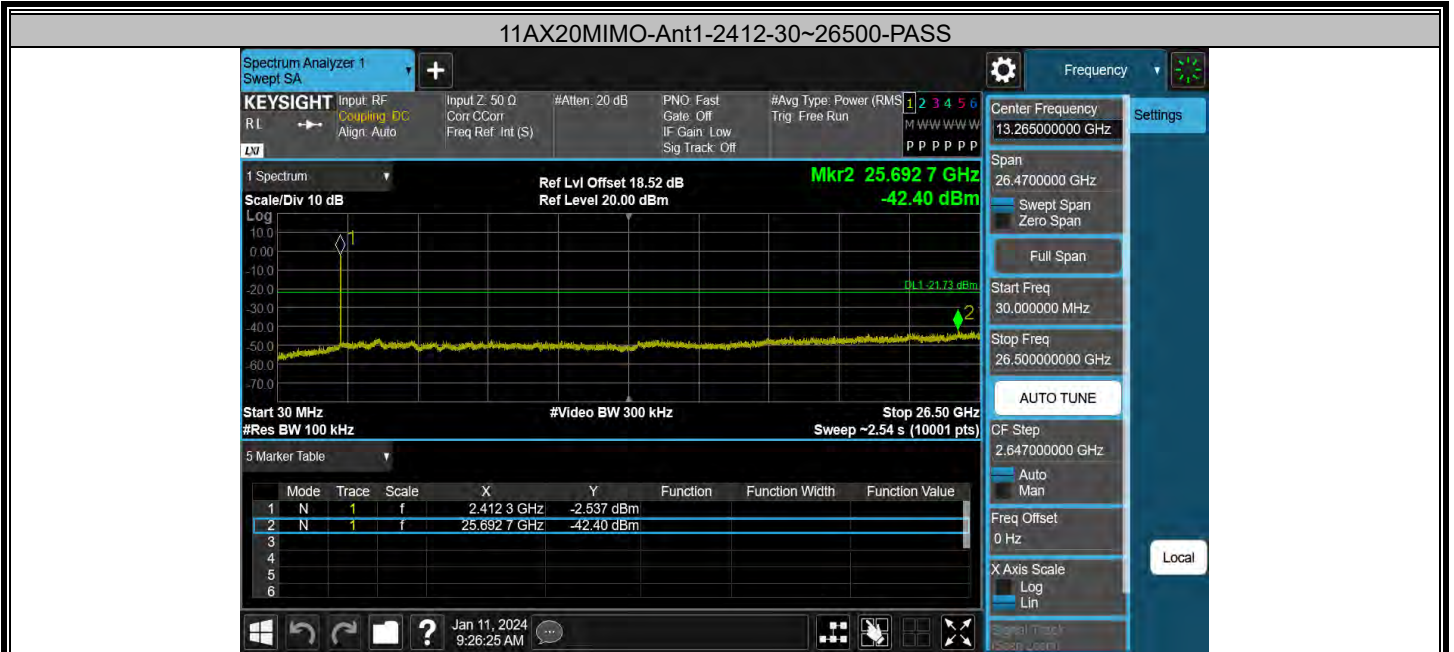 11AX20MIMO-Ant1-2412-30~26500-PASS
Spectrum Analyzer 1
Swept SA
Frequency
KEYSIGHT
RL
LXI
Input: RF
Coupling: DC
Align: Auto
Input Z: 50 Ω
Corr CCorr
Freq Ref: Int (S)
#Atten: 20 dB
PNO: Fast
Gate: Off
IF Gain: Low
Sig Track: Off
#Avg Type: Power (RMS
Trig: Free Run
1 2 3 4 5 6
M W W W W W
P P P P P P
1 Spectrum
Scale/Div 10 dB
Ref Lvl Offset 18.52 dB
Ref Level 20.00 dBm
Mkr2 25.692 7 GHz
-42.40 dBm
Log
10.0
0.00
-10.0
-20.0
-30.0
-40.0
-50.0
-60.0
-70.0
1
DL1 -21.73 dBm
2
Start 30 MHz
#Video BW 300 kHz
Stop 26.50 GHz
#Res BW 100 kHz
Sweep ~2.54 s (10001 pts)
5 Marker Table
Mode Trace Scale X Y Function Function Width Function Value
1 N 1 f 2.412 3 GHz -2.537 dBm
2 N 1 f 25.692 7 GHz -42.40 dBm
3
4
5
6
Jan 11, 2024
9:26:25 AM
Center Frequency
13.265000000 GHz
Settings
Span
26.4700000 GHz
Swept Span
Zero Span
Full Span
Start Freq
30.000000 MHz
Stop Freq
26.500000000 GHz
AUTO TUNE
CF Step
2.647000000 GHz
Auto
Man
Freq Offset
0 Hz
X Axis Scale
Log
Lin
Local
Signal Track
(Span Zoom)